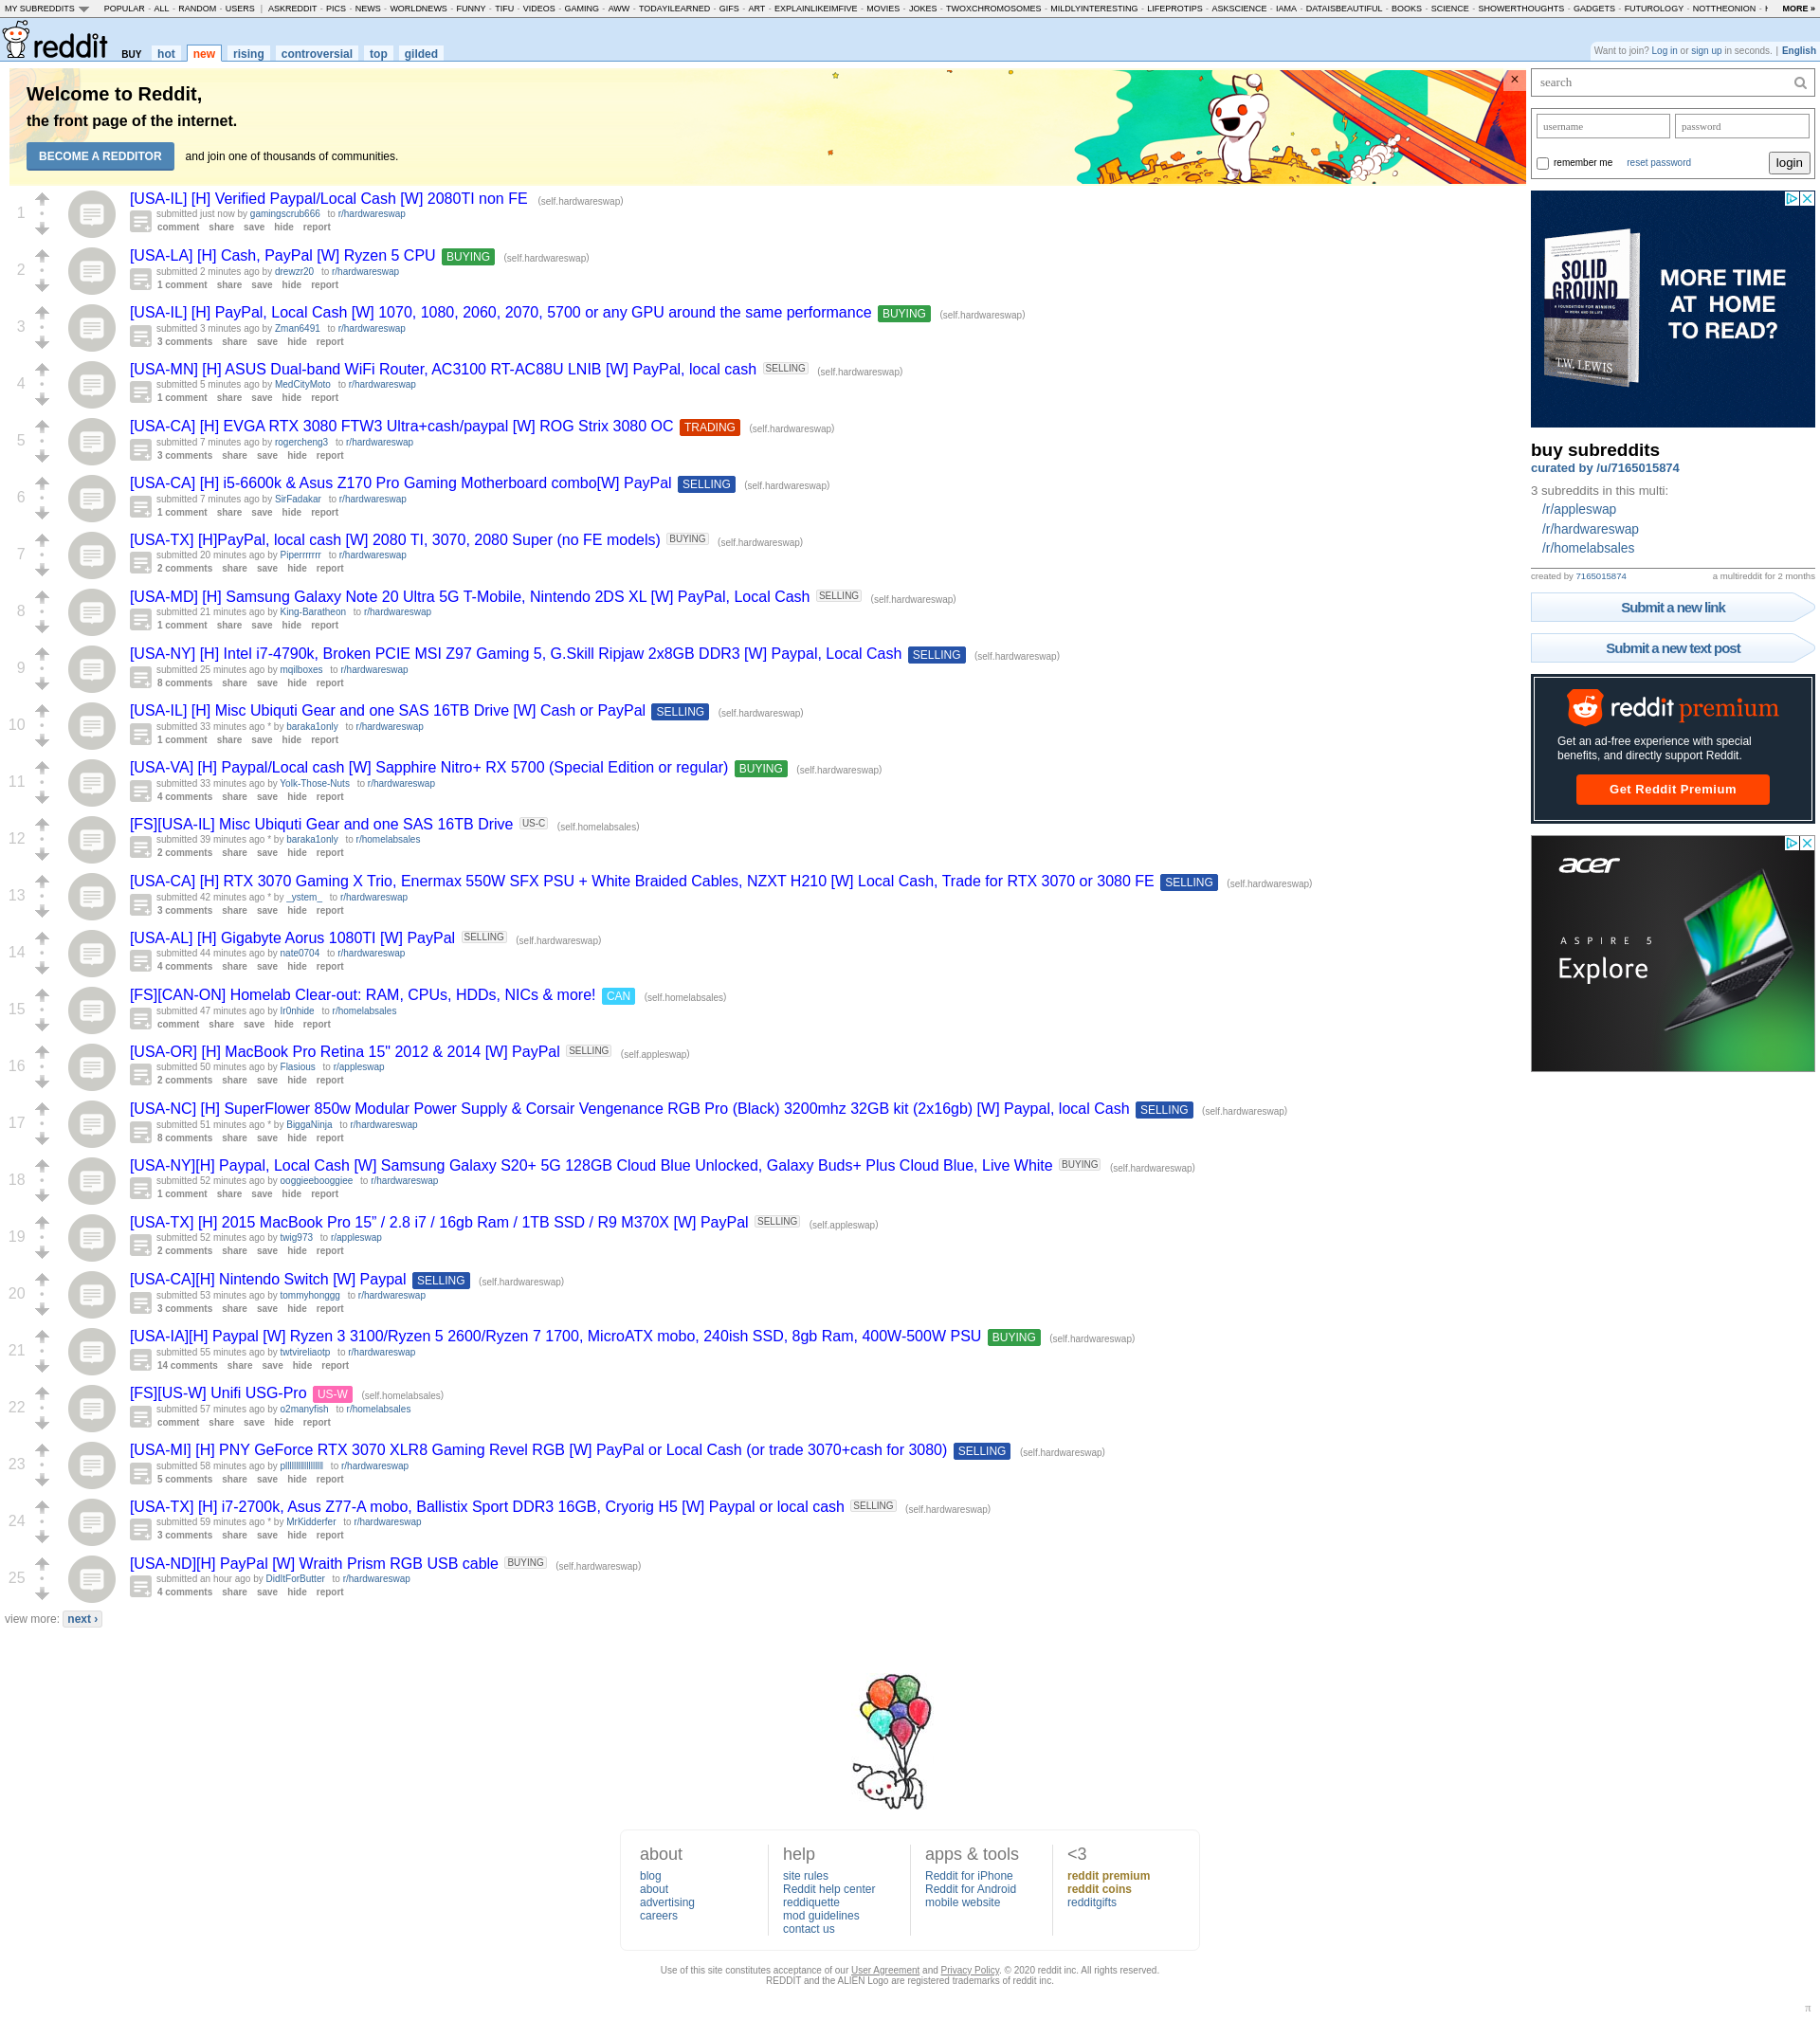 MY SUBREDDITS POPULAR - ALL - RANDOM - USERS | ASKREDDIT - PICS - NEWS - WORLDNEWS - FUNNY - TIFU - VIDEOS - GAMING - AWW - TODAYILEARNED - GIFS - ART - EXPLAINLIKEIMFIVE - MOVIES - JOKES - TWOXCHROMOSOMES - MILDLYINTERESTING - LIFEPROTIPS - ASKSCIENCE - IAMA - DATAISBEAUTIFUL - BOOKS - SCIENCE - SHOWERTHOUGHTS - GADGETS - FUTUROLOGY - NOTTHEONION - MORE »
reddit BUY hot new rising controversial top gilded
Want to join? Log in or sign up in seconds. | English
Welcome to Reddit,
the front page of the internet.
BECOME A REDDITOR and join one of thousands of communities.
×
1
[USA-IL] [H] Verified Paypal/Local Cash [W] 2080TI non FE (self.hardwareswap)
submitted just now by gamingscrub666 to r/hardwareswap
comment share save hide report
2
[USA-LA] [H] Cash, PayPal [W] Ryzen 5 CPU BUYING (self.hardwareswap)
submitted 2 minutes ago by drewzr20 to r/hardwareswap
1 comment share save hide report
3
[USA-IL] [H] PayPal, Local Cash [W] 1070, 1080, 2060, 2070, 5700 or any GPU around the same performance BUYING (self.hardwareswap)
submitted 3 minutes ago by Zman6491 to r/hardwareswap
3 comments share save hide report
4
[USA-MN] [H] ASUS Dual-band WiFi Router, AC3100 RT-AC88U LNIB [W] PayPal, local cash SELLING (self.hardwareswap)
submitted 5 minutes ago by MedCityMoto to r/hardwareswap
1 comment share save hide report
5
[USA-CA] [H] EVGA RTX 3080 FTW3 Ultra+cash/paypal [W] ROG Strix 3080 OC TRADING (self.hardwareswap)
submitted 7 minutes ago by rogercheng3 to r/hardwareswap
3 comments share save hide report
6
[USA-CA] [H] i5-6600k & Asus Z170 Pro Gaming Motherboard combo[W] PayPal SELLING (self.hardwareswap)
submitted 7 minutes ago by SirFadakar to r/hardwareswap
1 comment share save hide report
7
[USA-TX] [H]PayPal, local cash [W] 2080 TI, 3070, 2080 Super (no FE models) BUYING (self.hardwareswap)
submitted 20 minutes ago by Piperrrrrrr to r/hardwareswap
2 comments share save hide report
8
[USA-MD] [H] Samsung Galaxy Note 20 Ultra 5G T-Mobile, Nintendo 2DS XL [W] PayPal, Local Cash SELLING (self.hardwareswap)
submitted 21 minutes ago by King-Baratheon to r/hardwareswap
1 comment share save hide report
9
[USA-NY] [H] Intel i7-4790k, Broken PCIE MSI Z97 Gaming 5, G.Skill Ripjaw 2x8GB DDR3 [W] Paypal, Local Cash SELLING (self.hardwareswap)
submitted 25 minutes ago by mqilboxes to r/hardwareswap
8 comments share save hide report
10
[USA-IL] [H] Misc Ubiquti Gear and one SAS 16TB Drive [W] Cash or PayPal SELLING (self.hardwareswap)
submitted 33 minutes ago * by baraka1only to r/hardwareswap
1 comment share save hide report
11
[USA-VA] [H] Paypal/Local cash [W] Sapphire Nitro+ RX 5700 (Special Edition or regular) BUYING (self.hardwareswap)
submitted 33 minutes ago by Yolk-Those-Nuts to r/hardwareswap
4 comments share save hide report
12
[FS][USA-IL] Misc Ubiquti Gear and one SAS 16TB Drive US-C (self.homelabsales)
submitted 39 minutes ago * by baraka1only to r/homelabsales
2 comments share save hide report
13
[USA-CA] [H] RTX 3070 Gaming X Trio, Enermax 550W SFX PSU + White Braided Cables, NZXT H210 [W] Local Cash, Trade for RTX 3070 or 3080 FE SELLING (self.hardwareswap)
submitted 42 minutes ago * by _ystem_ to r/hardwareswap
3 comments share save hide report
14
[USA-AL] [H] Gigabyte Aorus 1080TI [W] PayPal SELLING (self.hardwareswap)
submitted 44 minutes ago by nate0704 to r/hardwareswap
4 comments share save hide report
15
[FS][CAN-ON] Homelab Clear-out: RAM, CPUs, HDDs, NICs & more! CAN (self.homelabsales)
submitted 47 minutes ago by Ir0nhide to r/homelabsales
comment share save hide report
16
[USA-OR] [H] MacBook Pro Retina 15" 2012 & 2014 [W] PayPal SELLING (self.appleswap)
submitted 50 minutes ago by Flasious to r/appleswap
2 comments share save hide report
17
[USA-NC] [H] SuperFlower 850w Modular Power Supply & Corsair Vengenance RGB Pro (Black) 3200mhz 32GB kit (2x16gb) [W] Paypal, local Cash SELLING (self.hardwareswap)
submitted 51 minutes ago * by BiggaNinja to r/hardwareswap
8 comments share save hide report
18
[USA-NY][H] Paypal, Local Cash [W] Samsung Galaxy S20+ 5G 128GB Cloud Blue Unlocked, Galaxy Buds+ Plus Cloud Blue, Live White BUYING (self.hardwareswap)
submitted 52 minutes ago by ooggieebooggiee to r/hardwareswap
1 comment share save hide report
19
[USA-TX] [H] 2015 MacBook Pro 15” / 2.8 i7 / 16gb Ram / 1TB SSD / R9 M370X [W] PayPal SELLING (self.appleswap)
submitted 52 minutes ago by twig973 to r/appleswap
2 comments share save hide report
20
[USA-CA][H] Nintendo Switch [W] Paypal SELLING (self.hardwareswap)
submitted 53 minutes ago by tommyhonggg to r/hardwareswap
3 comments share save hide report
21
[USA-IA][H] Paypal [W] Ryzen 3 3100/Ryzen 5 2600/Ryzen 7 1700, MicroATX mobo, 240ish SSD, 8gb Ram, 400W-500W PSU BUYING (self.hardwareswap)
submitted 55 minutes ago by twtvireliaotp to r/hardwareswap
14 comments share save hide report
22
[FS][US-W] Unifi USG-Pro US-W (self.homelabsales)
submitted 57 minutes ago by o2manyfish to r/homelabsales
comment share save hide report
23
[USA-MI] [H] PNY GeForce RTX 3070 XLR8 Gaming Revel RGB [W] PayPal or Local Cash (or trade 3070+cash for 3080) SELLING (self.hardwareswap)
submitted 58 minutes ago by to r/hardwareswap
5 comments share save hide report
24
[USA-TX] [H] i7-2700k, Asus Z77-A mobo, Ballistix Sport DDR3 16GB, Cryorig H5 [W] Paypal or local cash SELLING (self.hardwareswap)
submitted 59 minutes ago * by MrKidderfer to r/hardwareswap
3 comments share save hide report
25
[USA-ND][H] PayPal [W] Wraith Prism RGB USB cable BUYING (self.hardwareswap)
submitted an hour ago by DidItForButter to r/hardwareswap
4 comments share save hide report
view more: next ›
search
username password
remember me reset password login
SOLID
GROUND
A FOUNDATION FOR WINNING
IN WORK AND IN LIFE
T.W. LEWIS
MORE TIME
AT HOME
TO READ?
buy subreddits
curated by /u/7165015874
3 subreddits in this multi:
/r/appleswap
/r/hardwareswap
/r/homelabsales
created by 7165015874 a multireddit for 2 months
Submit a new link
Submit a new text post
reddit premium
Get an ad-free experience with special
benefits, and directly support Reddit.
Get Reddit Premium
acer
ASPIRE 5
Explore
about
blog
about
advertising
careers
help
site rules
Reddit help center
reddiquette
mod guidelines
contact us
apps & tools
Reddit for iPhone
Reddit for Android
mobile website
<3
reddit premium
reddit coins
redditgifts
Use of this site constitutes acceptance of our User Agreement and Privacy Policy. © 2020 reddit inc. All rights reserved.
REDDIT and the ALIEN Logo are registered trademarks of reddit inc.
π